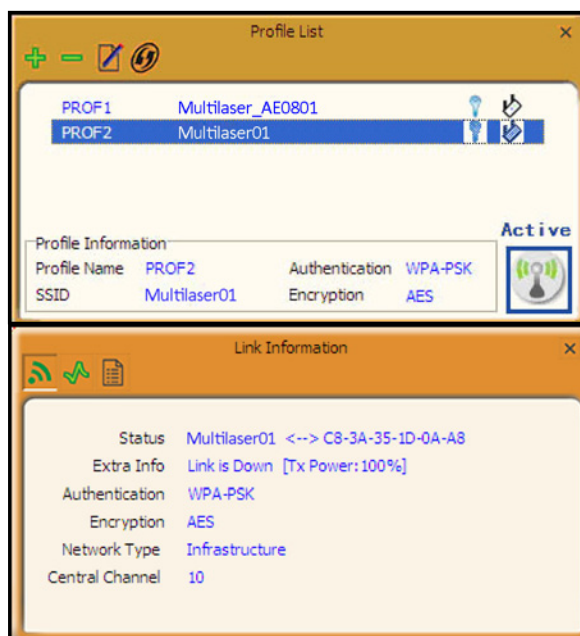 Profile List
PROF1 Multilaser_AE0801
PROF2 Multilaser01
Active
Profile Information
Profile Name PROF2 Authentication WPA-PSK
SSID Multilaser01 Encryption AES
Link Information
Status Multilaser01 <--> C8-3A-35-1D-0A-A8
Extra Info Link is Down [Tx Power:100%]
Authentication WPA-PSK
Encryption AES
Network Type Infrastructure
Central Channel 10